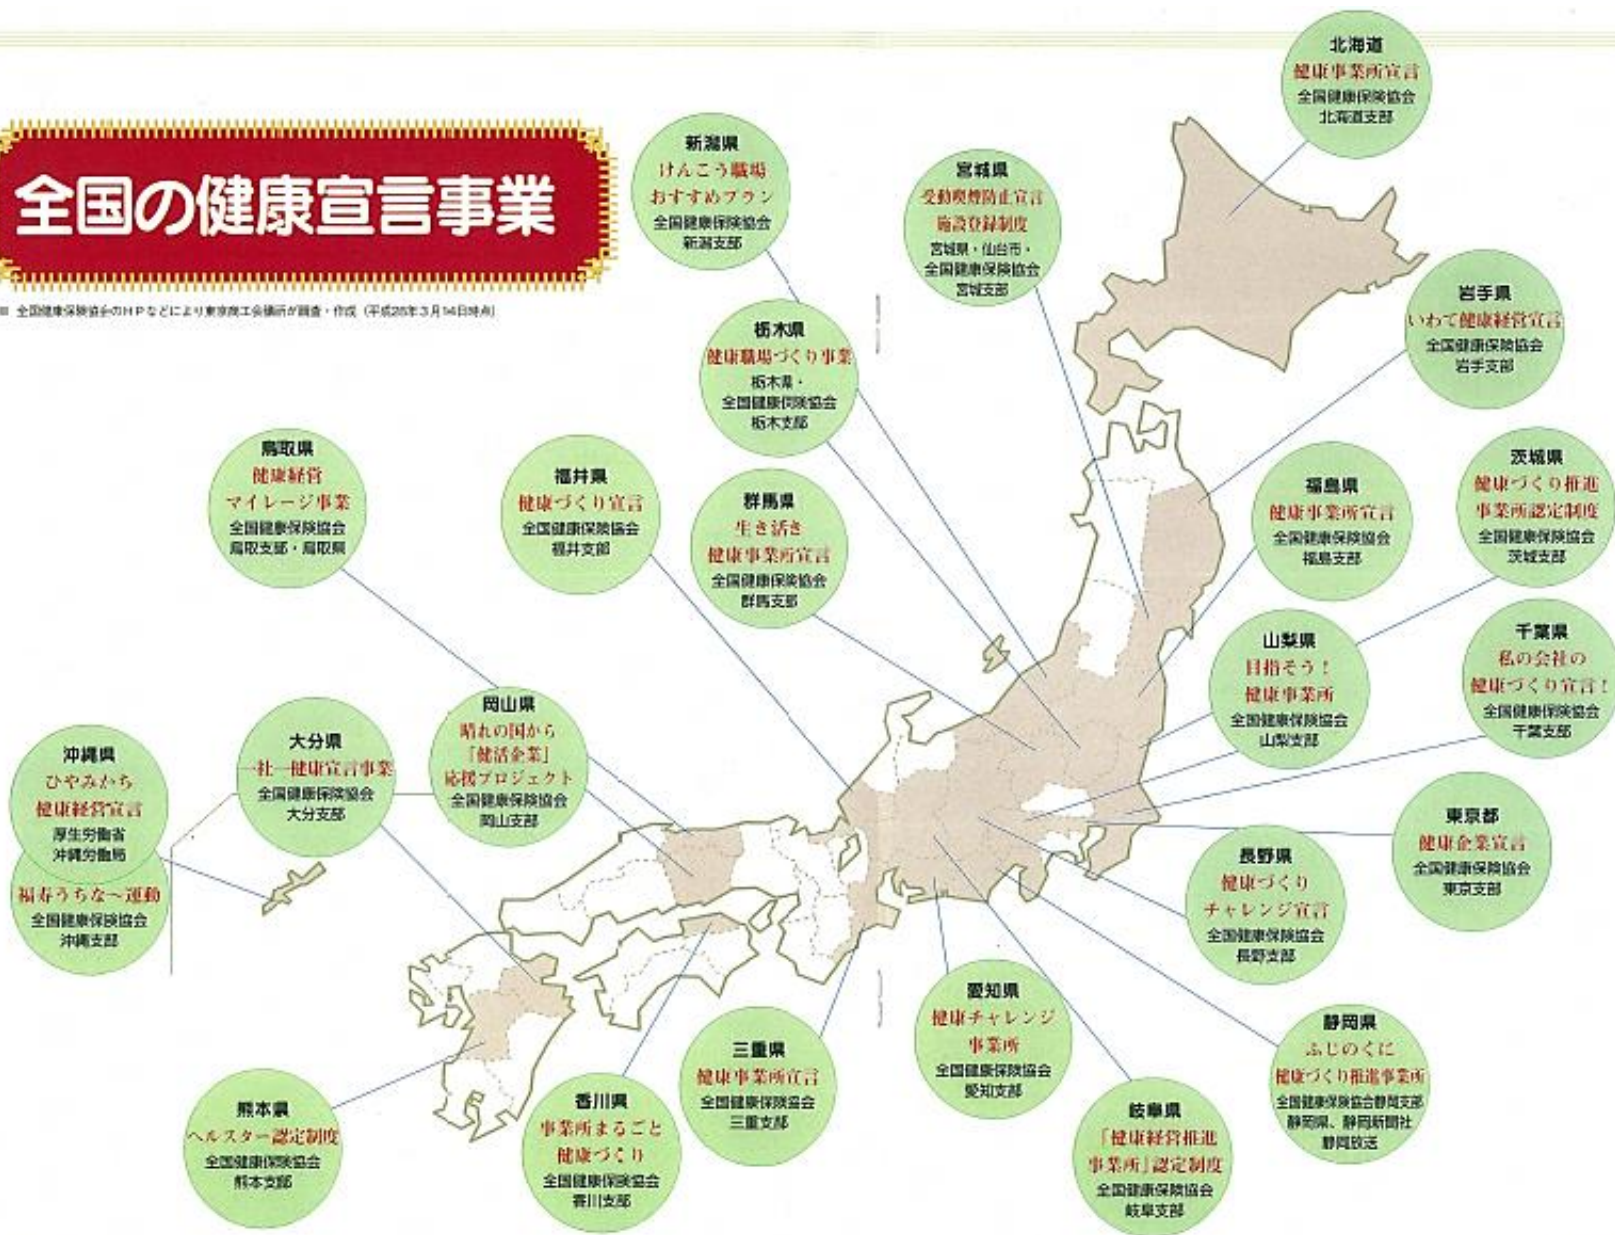 全国の健康宣言事業
※ 全国健康保険協会のHPなどにより東京商工会議所が調査・作成
北海道
健康事業所宣言
全国健康保険協会
北海道支部
新潟県
けんこう職場
おすすめプラン
全国健康保険協会
新潟支部
宮城県
受動喫煙防止宣言
施設登録制度
宮城県・仙台市・
全国健康保険協会
宮城支部
岩手県
いわて健康経営宣言
全国健康保険協会
岩手支部
栃木県
健康職場づくり事業
栃木県・
全国健康保険協会
栃木支部
鳥取県
健康経営
マイレージ事業
全国健康保険協会
鳥取支部・鳥取県
福井県
健康づくり宣言
全国健康保険協会
福井支部
群馬県
生き活き
健康事業所宣言
全国健康保険協会
群馬支部
福島県
健康事業所宣言
全国健康保険協会
福島支部
茨城県
健康づくり推進
事業所認定制度
全国健康保険協会
茨城支部
山梨県
目指そう!
健康事業所
全国健康保険協会
山梨支部
千葉県
私の会社の
健康づくり宣言!
全国健康保険協会
千葉支部
沖縄県
ひやみかち
健康経営宣言
厚生労働省
沖縄労働局
福寿うちな~運動
全国健康保険協会
沖縄支部
大分県
一社一健康宣言事業
全国健康保険協会
大分支部
岡山県
晴れの国から
「健活企業」
応援プロジェクト
全国健康保険協会
岡山支部
東京都
健康企業宣言
全国健康保険協会
東京支部
長野県
健康づくり
チャレンジ宣言
全国健康保険協会
長野支部
愛知県
健康チャレンジ
事業所
全国健康保険協会
愛知支部
静岡県
ふじのくに
健康づくり推進事業所
全国健康保険協会静岡支部
静岡県、静岡新聞社
静岡放送
三重県
健康事業所宣言
全国健康保険協会
三重支部
熊本県
ヘルスター認定制度
全国健康保険協会
熊本支部
香川県
事業所まるごと
健康づくり
全国健康保険協会
香川支部
岐阜県
「健康経営推進
事業所」認定制度
全国健康保険協会
岐阜支部